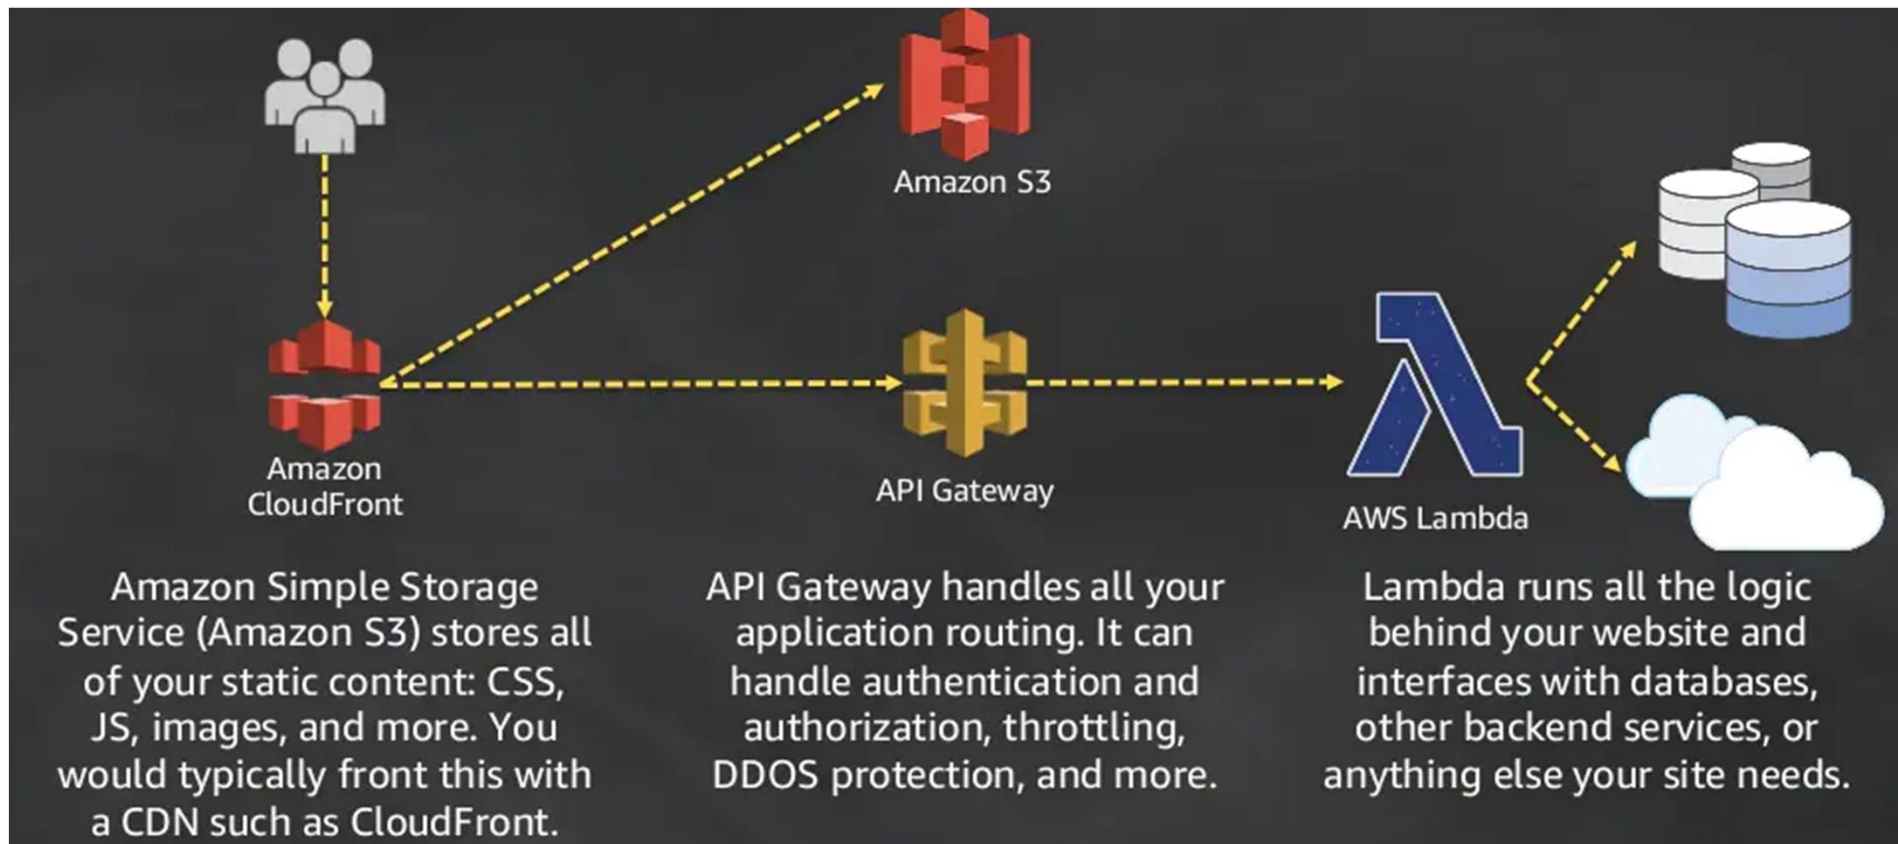 Amazon S3
Amazon
CloudFront
API Gateway
AWS Lambda
Amazon Simple Storage
Service (Amazon S3) stores all
of your static content: CSS,
JS, images, and more. You
would typically front this with
a CDN such as CloudFront.
API Gateway handles all your
application routing. It can
handle authentication and
authorization, throttling,
DDOS protection, and more.
Lambda runs all the logic
behind your website and
interfaces with databases,
other backend services, or
anything else your site needs.